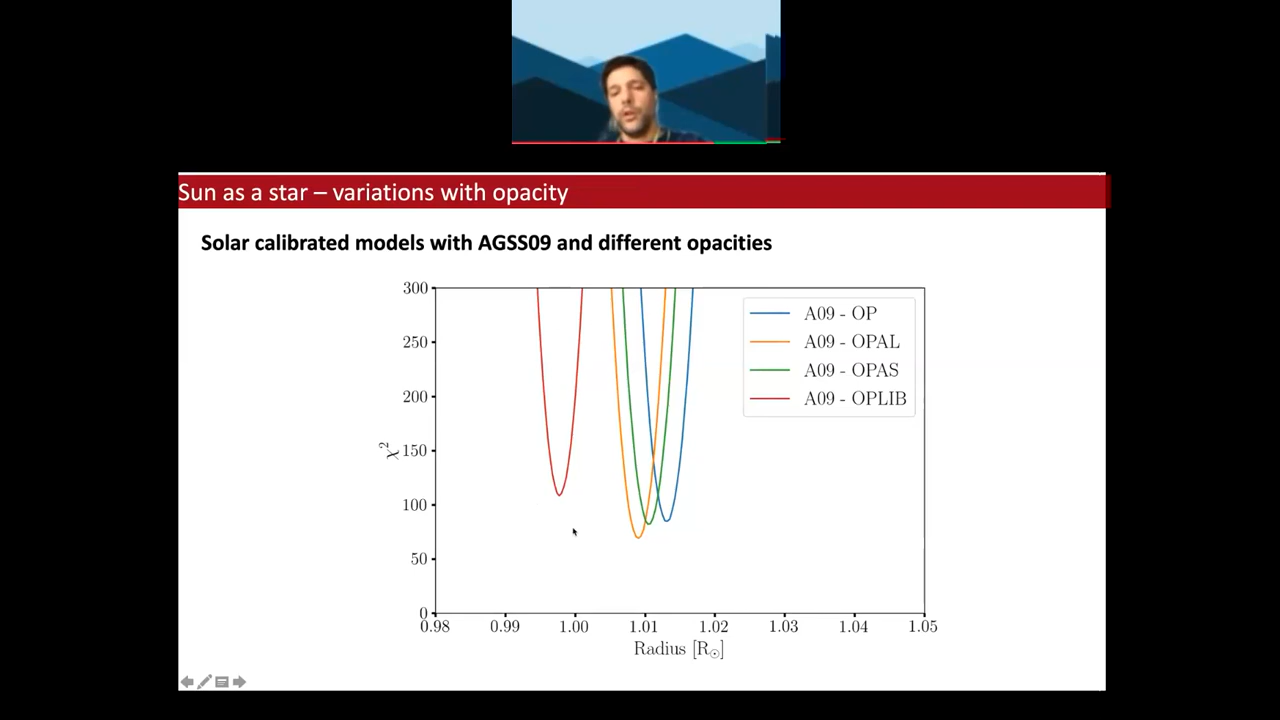 Sun as a star – variations with opacity
Solar calibrated models with AGSS09 and different opacities
300
250
200
150
100
50
0
χ²
0.98 0.99 1.00 1.01 1.02 1.03 1.04 1.05
Radius [R☉]
A09 - OP
A09 - OPAL
A09 - OPAS
A09 - OPLIB